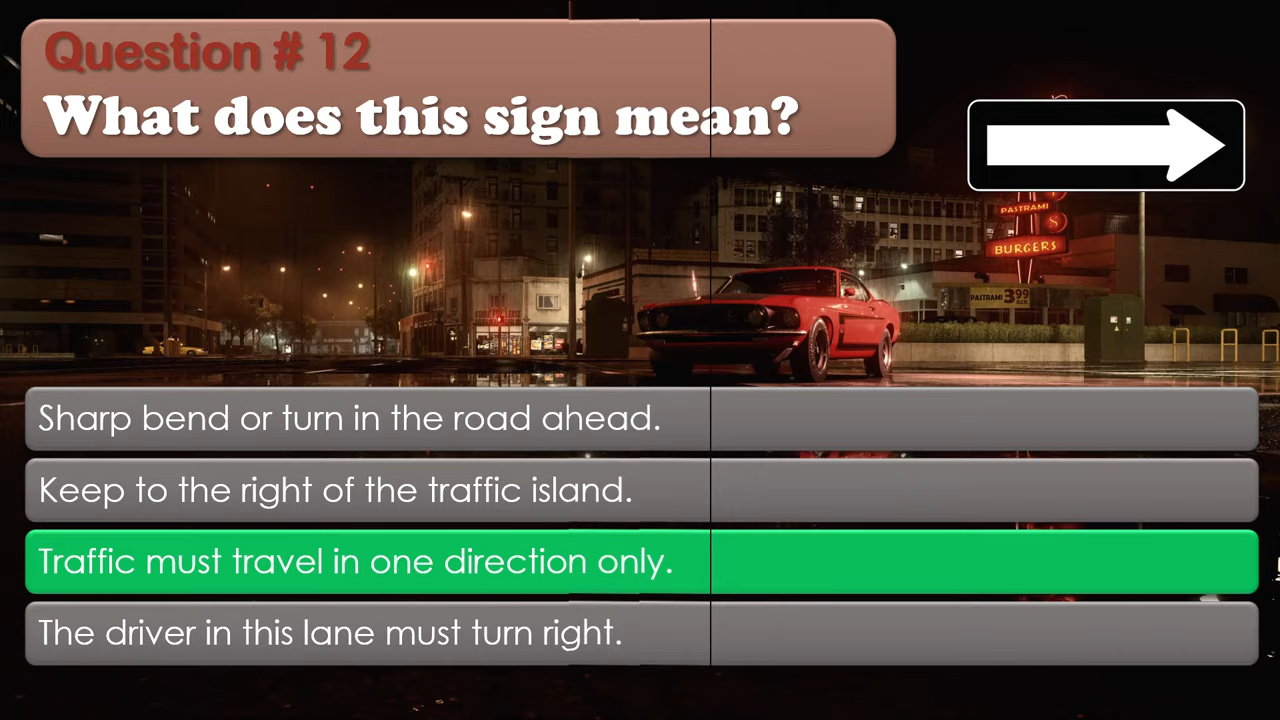 Question # 12
What does this sign mean?
PASTRAMI
BURGERS
PASTRAMI 3.99
Sharp bend or turn in the road ahead.
Keep to the right of the traffic island.
Traffic must travel in one direction only.
The driver in this lane must turn right.